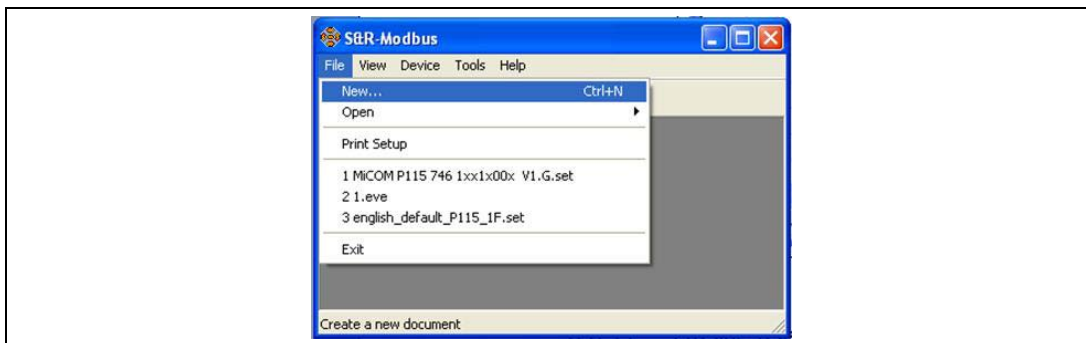 S&R-Modbus
File View Device Tools Help
New... Ctrl+N
Open
Print Setup
1 MiCOM P115 746 1xx1x00x V1.G.set
2 1.eve
3 english_default_P115_1F.set
Exit
Create a new document